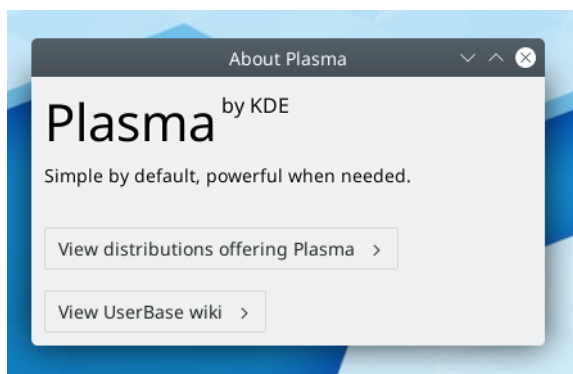 About Plasma
Plasma by KDE
Simple by default, powerful when needed.
View distributions offering Plasma
View UserBase wiki